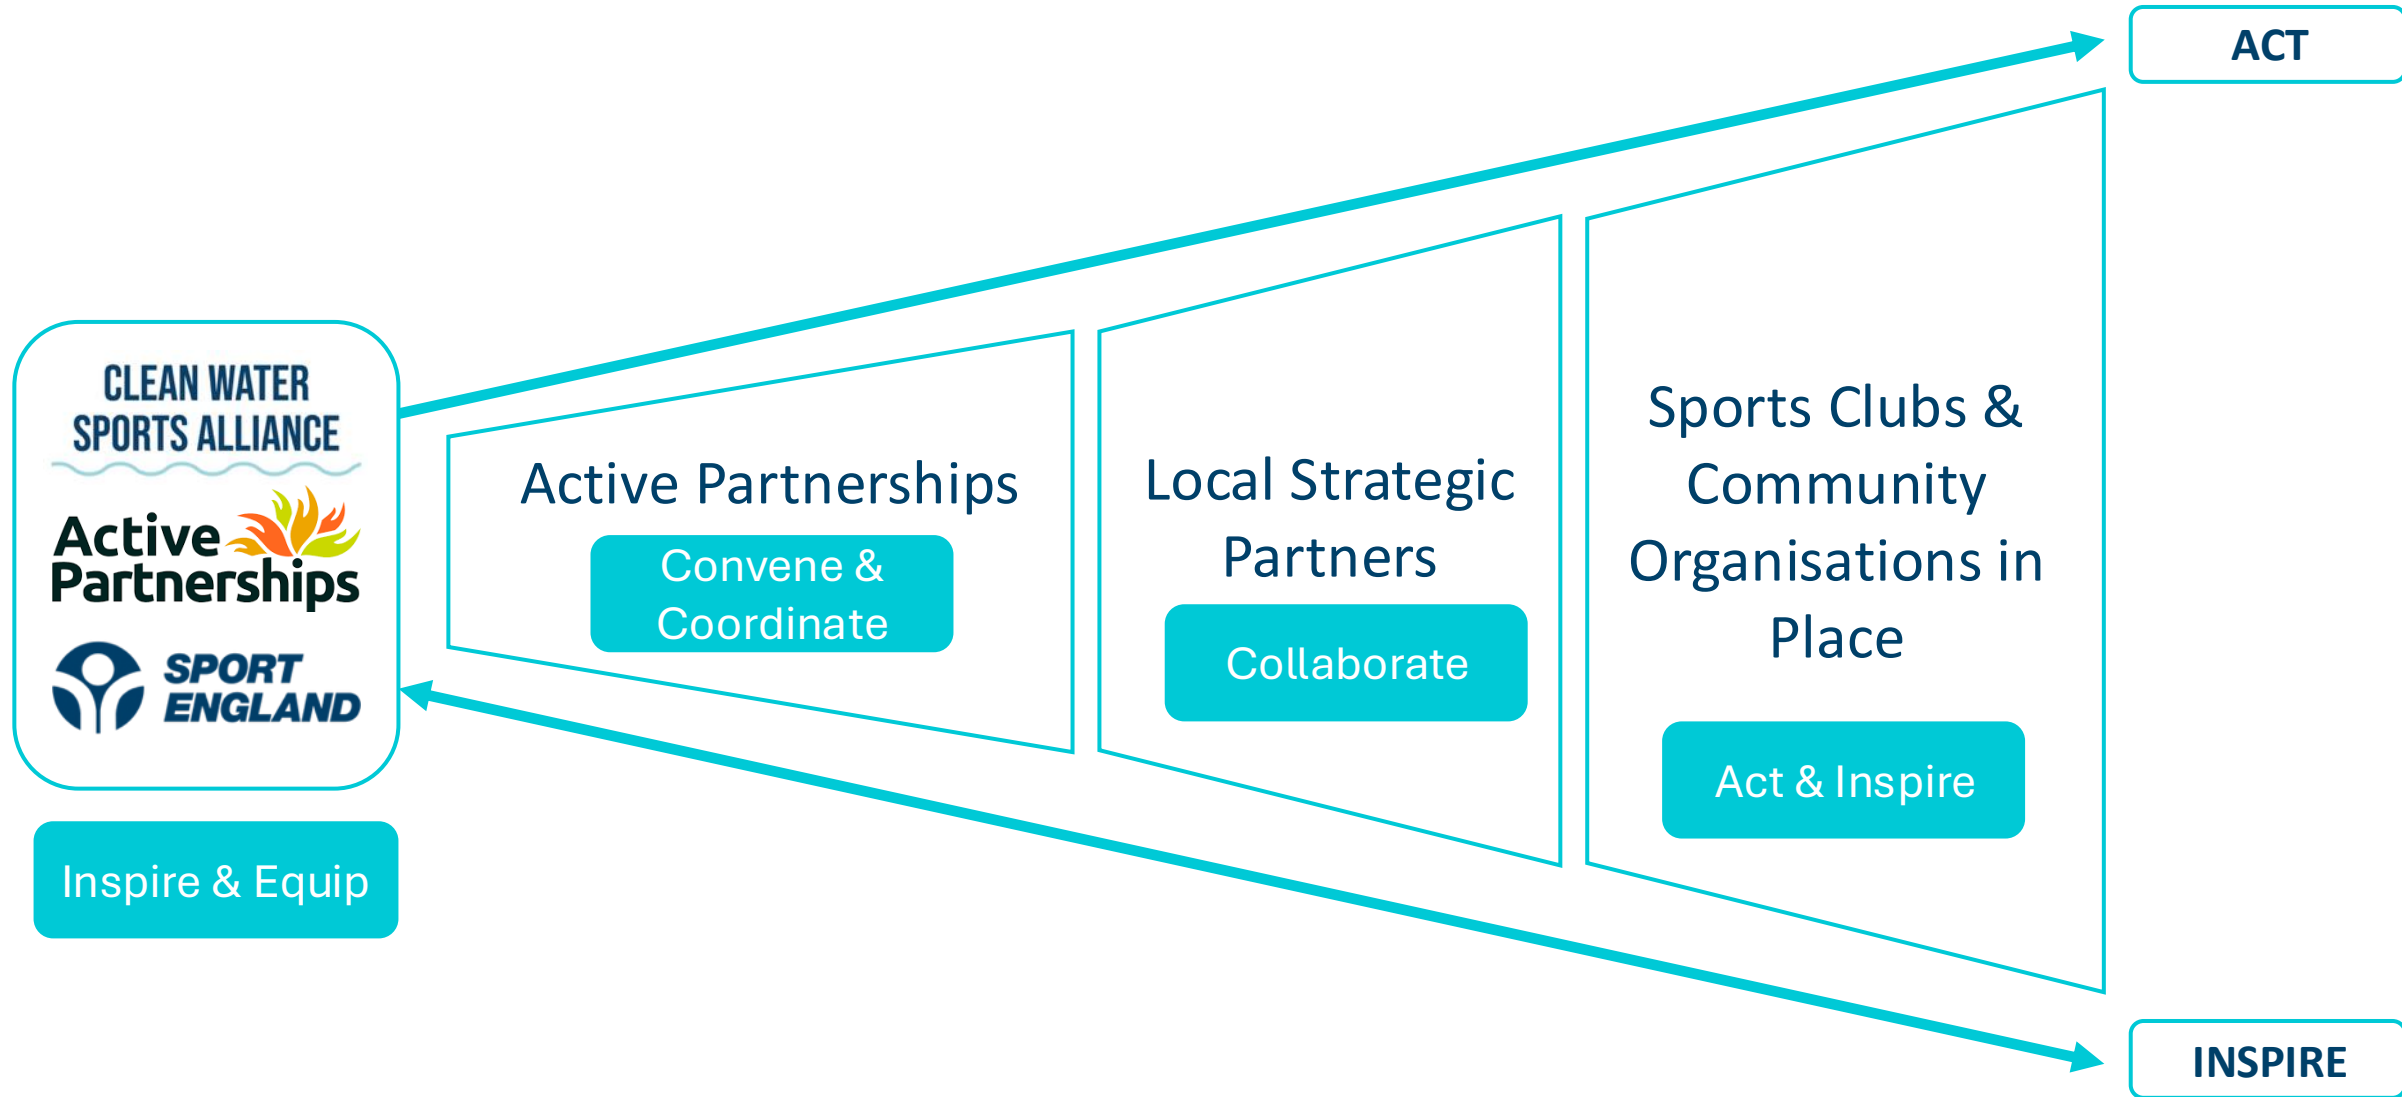 ACT
CLEAN WATER
SPORTS ALLIANCE
Active
Partnerships
SPORT
ENGLAND
Inspire & Equip
Active Partnerships
Convene &
Coordinate
Local Strategic
Partners
Collaborate
Sports Clubs &
Community
Organisations in
Place
Act & Inspire
INSPIRE